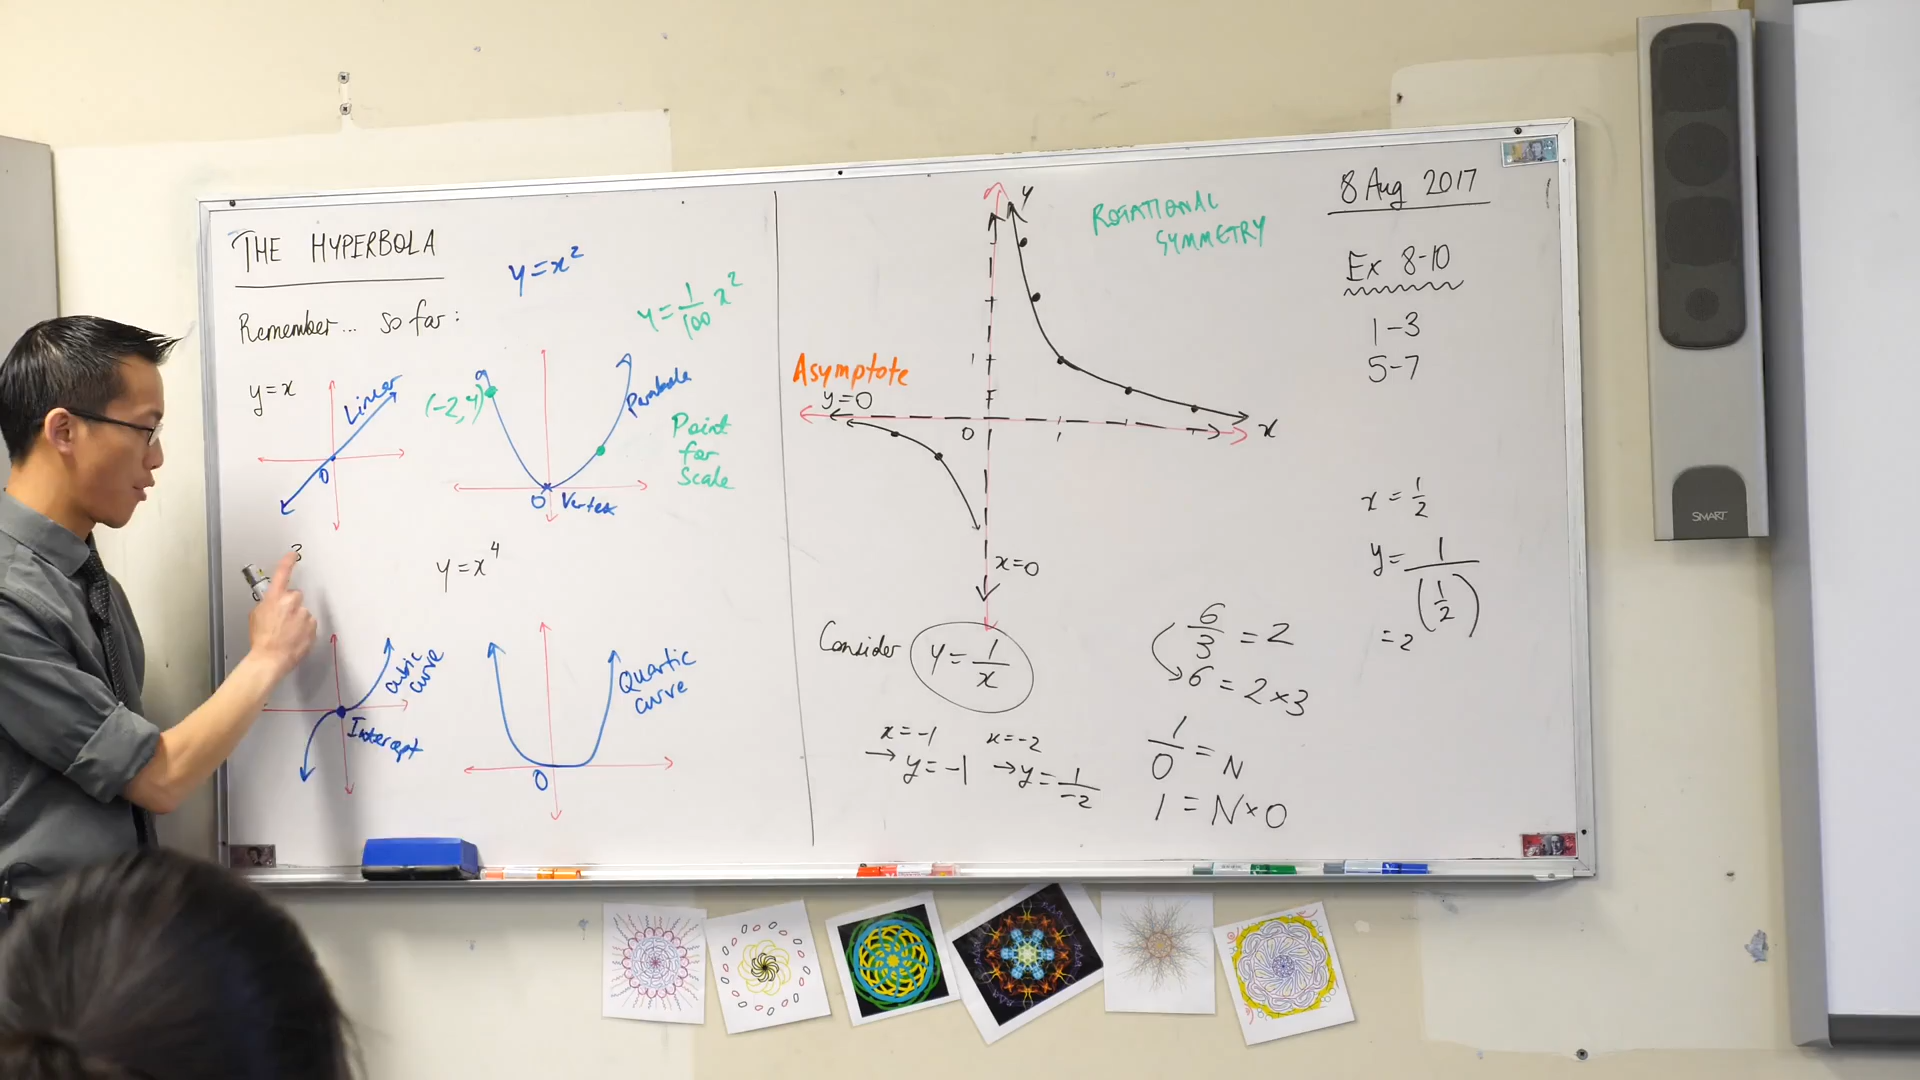 THE HYPERBOLA
Remember... so far:
y=x
Linear
0
y=x²
y=1/100 x²
(-2,4)
Parabola
Point
for
Scale
0
Vertex
3
Cubic
curve
Intercept
y=x⁴
Quartic
curve
0
y
ROTATIONAL
SYMMETRY
Asymptote
y=0
1
0
1
x
x=0
Consider y=1/x
x=-1
→y=-1
x=-2
→y=1/-2
6/3=2
6=2×3
1/0=N
1=N×0
8 Aug 2017
Ex 8-10
1-3
5-7
x=1/2
y=1/(1/2)
=2
SMART